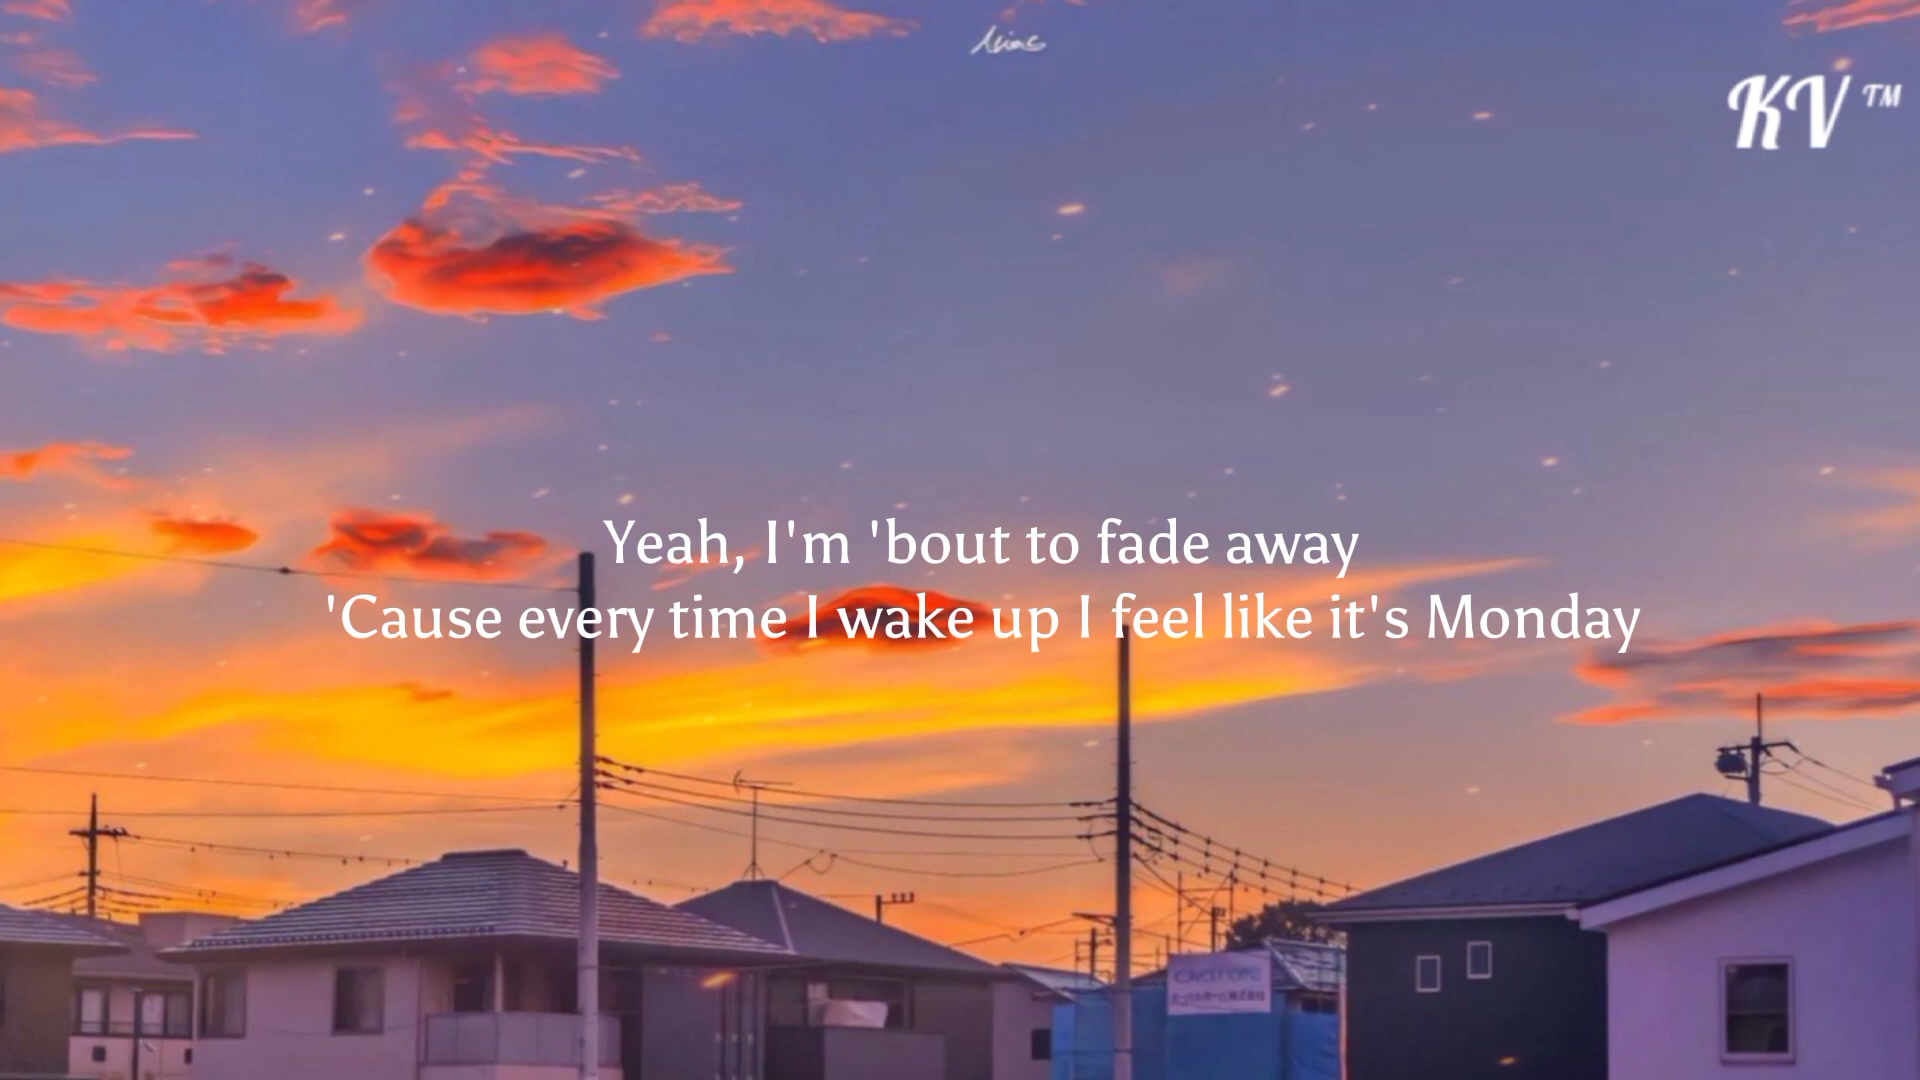 KV™
Yeah, I'm 'bout to fade away
'Cause every time I wake up I feel like it's Monday